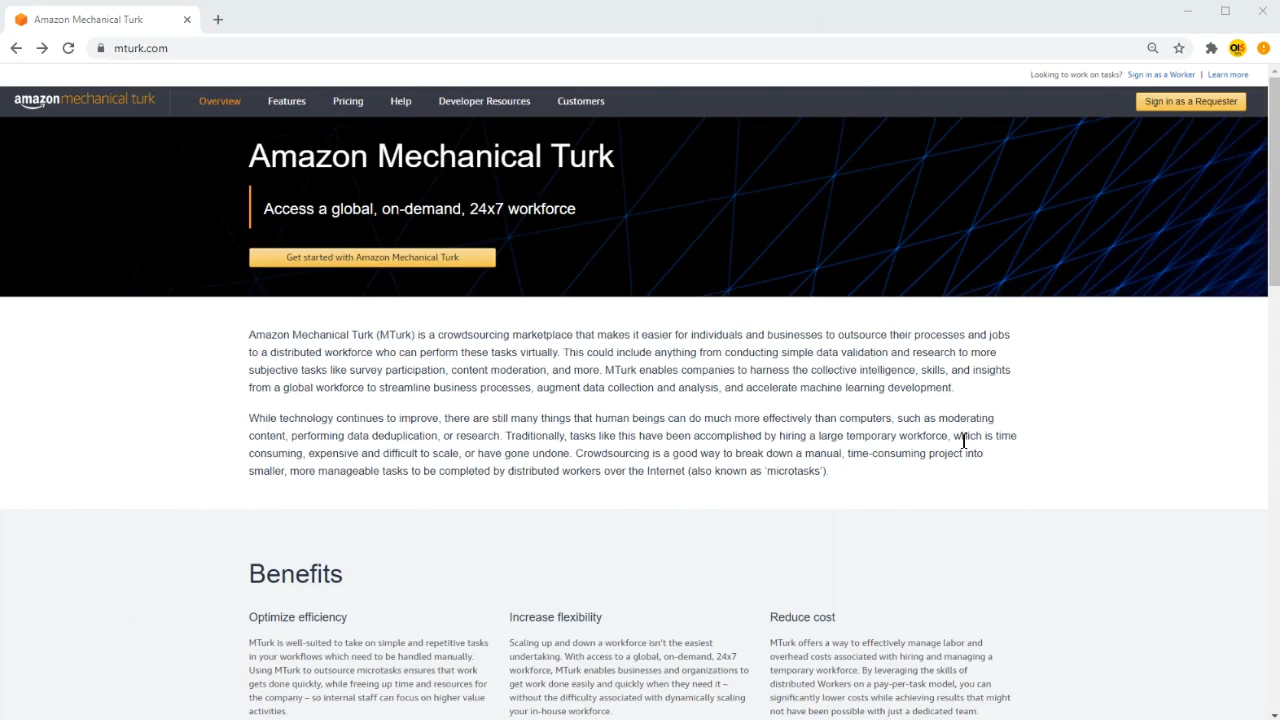 Amazon Mechanical Turk
mturk.com
Looking to work on tasks? Sign in as a Worker | Learn more
amazon mechanical turk
Overview Features Pricing Help Developer Resources Customers
Sign in as a Requester
Amazon Mechanical Turk
Access a global, on-demand, 24x7 workforce
Get started with Amazon Mechanical Turk
Amazon Mechanical Turk (MTurk) is a crowdsourcing marketplace that makes it easier for individuals and businesses to outsource their processes and jobs
to a distributed workforce who can perform these tasks virtually. This could include anything from conducting simple data validation and research to more
subjective tasks like survey participation, content moderation, and more. MTurk enables companies to harness the collective intelligence, skills, and insights
from a global workforce to streamline business processes, augment data collection and analysis, and accelerate machine learning development.
While technology continues to improve, there are still many things that human beings can do much more effectively than computers, such as moderating
content, performing data deduplication, or research. Traditionally, tasks like this have been accomplished by hiring a large temporary workforce, which is time
consuming, expensive and difficult to scale, or have gone undone. Crowdsourcing is a good way to break down a manual, time-consuming project into
smaller, more manageable tasks to be completed by distributed workers over the Internet (also known as 'microtasks').
Benefits
Optimize efficiency
MTurk is well-suited to take on simple and repetitive tasks
in your workflows which need to be handled manually.
Using MTurk to outsource microtasks ensures that work
gets done quickly, while freeing up time and resources for
the company – so internal staff can focus on higher value
activities.
Increase flexibility
Scaling up and down a workforce isn't the easiest
undertaking. With access to a global, on-demand, 24x7
workforce, MTurk enables businesses and organizations to
get work done easily and quickly when they need it –
without the difficulty associated with dynamically scaling
your in-house workforce.
Reduce cost
MTurk offers a way to effectively manage labor and
overhead costs associated with hiring and managing a
temporary workforce. By leveraging the skills of
distributed Workers on a pay-per-task model, you can
significantly lower costs while achieving results that might
not have been possible with just a dedicated team.